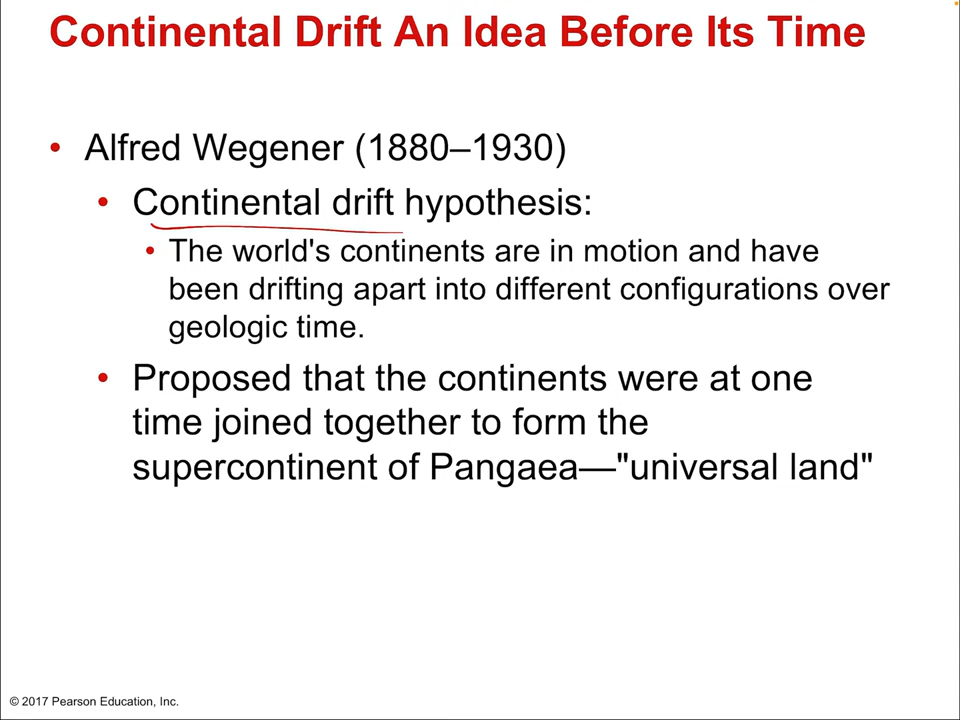 Continental Drift An Idea Before Its Time
• Alfred Wegener (1880–1930)
• Continental drift hypothesis:
• The world's continents are in motion and have
been drifting apart into different configurations over
geologic time.
• Proposed that the continents were at one
time joined together to form the
supercontinent of Pangaea—"universal land"
© 2017 Pearson Education, Inc.